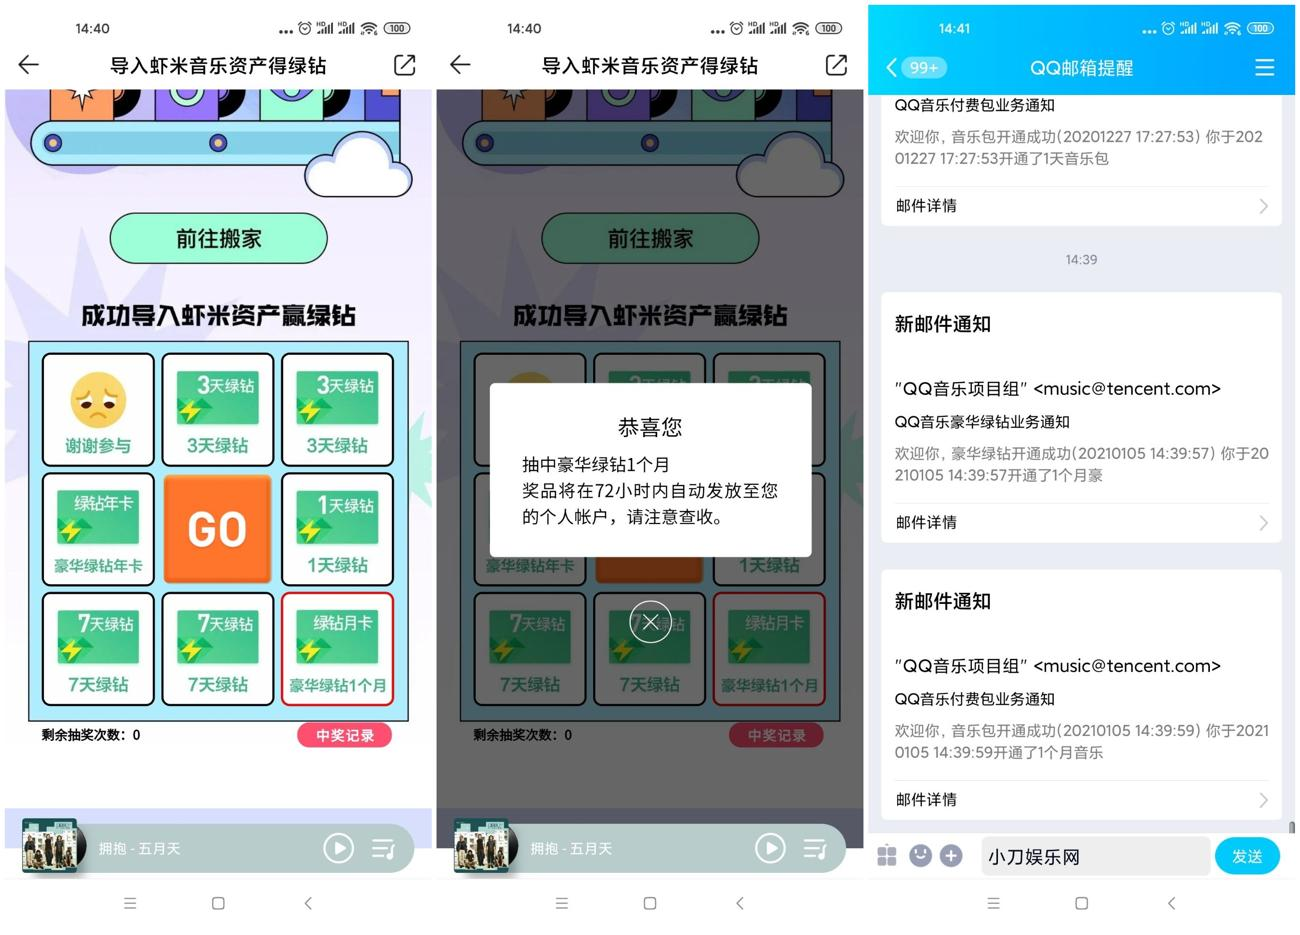 14:40
HD
HD
100
导入虾米音乐资产得绿钻
前往搬家
成功导入虾米资产赢绿钻
谢谢参与
3天绿钻
3天绿钻
3天绿钻
3天绿钻
绿钻年卡
豪华绿钻年卡
GO
1天绿钻
1天绿钻
7天绿钻
7天绿钻
7天绿钻
7天绿钻
绿钻月卡
豪华绿钻1个月
剩余抽奖次数：0
中奖记录
拥抱 - 五月天
14:40
HD
HD
100
导入虾米音乐资产得绿钻
前往搬家
成功导入虾米资产赢绿钻
恭喜您
抽中豪华绿钻1个月
奖品将在72小时内自动发放至您
的个人帐户，请注意查收。
豪华绿钻年卡
1天绿钻
7天绿钻
7天绿钻
7天绿钻
7天绿钻
绿钻月卡
豪华绿钻1个月
剩余抽奖次数：0
中奖记录
拥抱 - 五月天
14:41
HD
HD
100
99+
QQ邮箱提醒
QQ音乐付费包业务通知
欢迎你, 音乐包开通成功(20201227 17:27:53) 你于202
01227 17:27:53开通了1天音乐包
邮件详情
14:39
新邮件通知
"QQ音乐项目组" <music@tencent.com>
QQ音乐豪华绿钻业务通知
欢迎你, 豪华绿钻开通成功(20210105 14:39:57) 你于20
210105 14:39:57开通了1个月豪
邮件详情
新邮件通知
"QQ音乐项目组" <music@tencent.com>
QQ音乐付费包业务通知
欢迎你, 音乐包开通成功(20210105 14:39:59) 你于2021
0105 14:39:59开通了1个月音乐
邮件详情
小刀娱乐网
发送